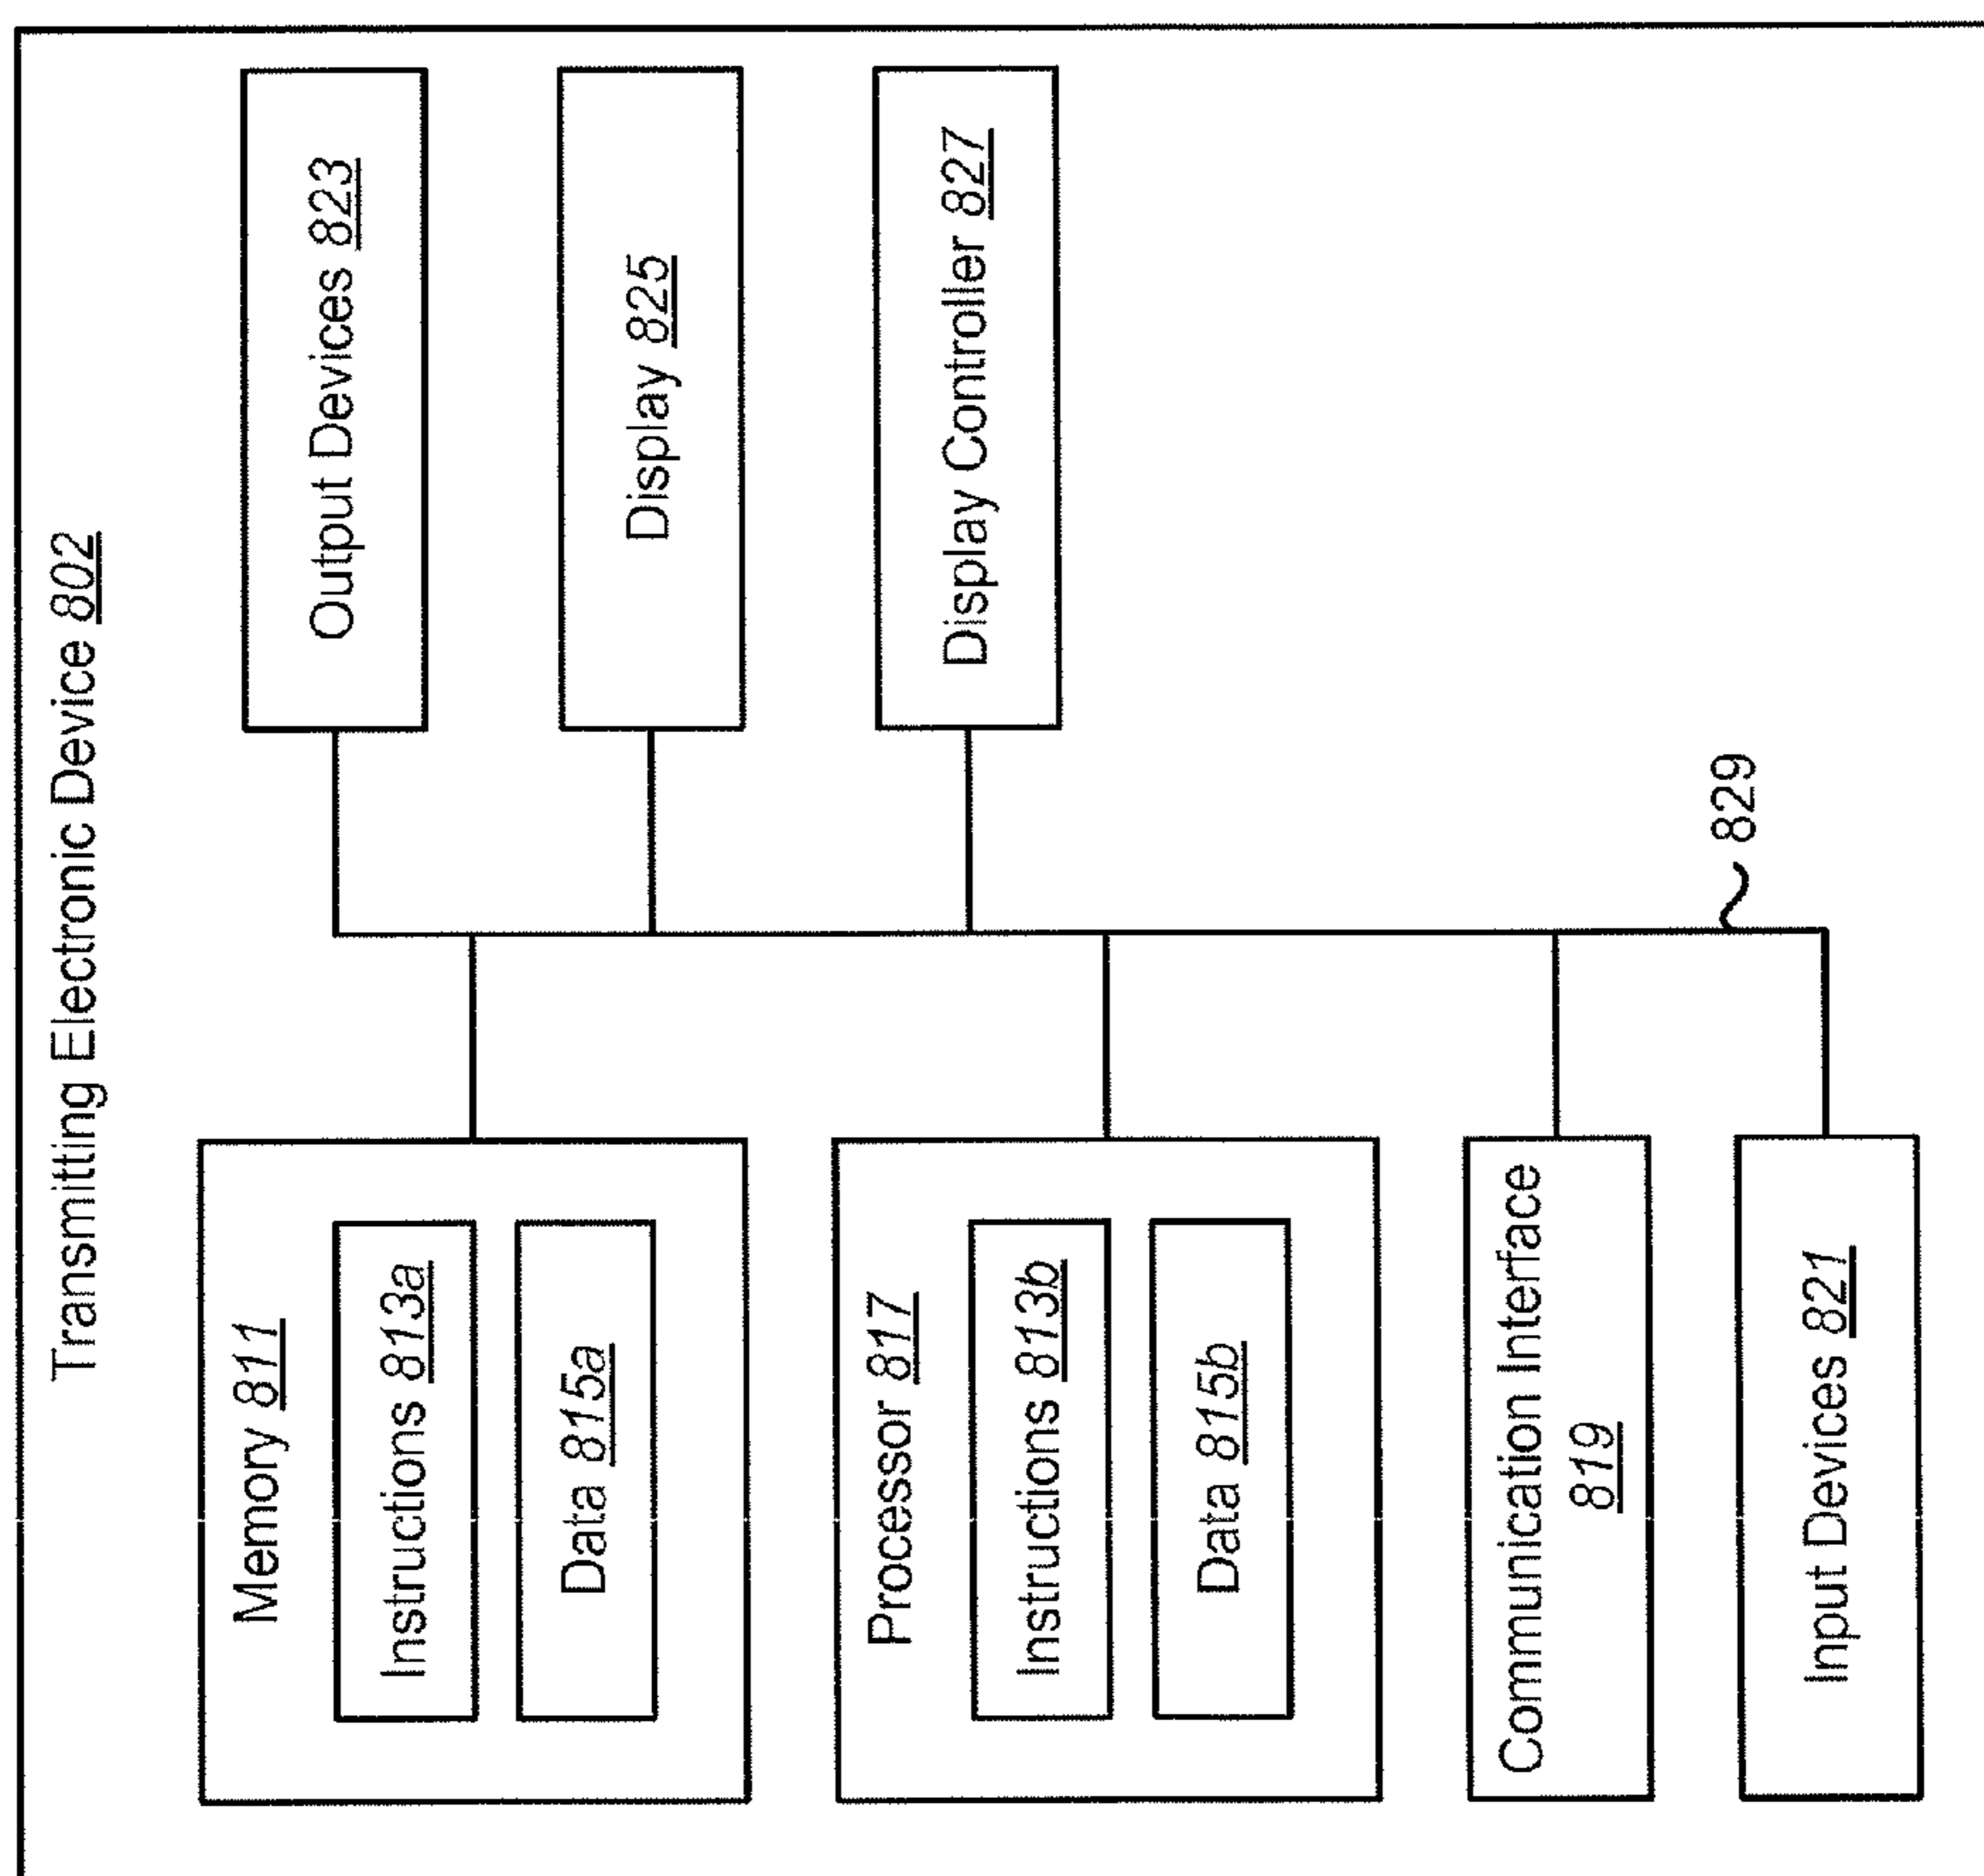 Transmitting Electronic Device 802
Memory 811
Instructions 813a
Data 815a
Processor 817
Instructions 813b
Data 815b
Communication Interface
819
Input Devices 821
Output Devices 823
Display 825
Display Controller 827
829